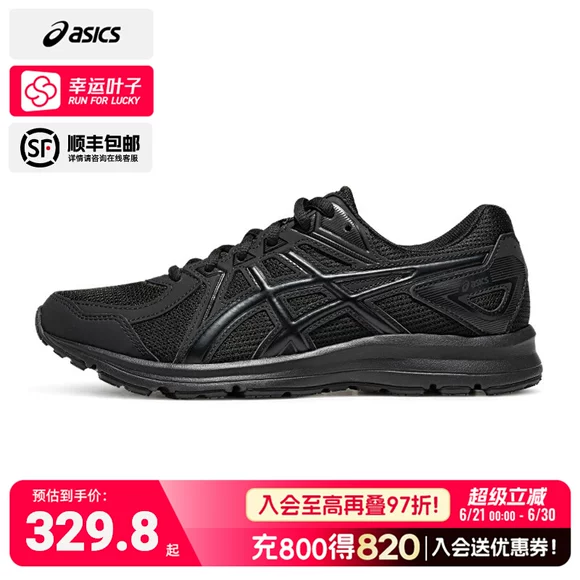 asics
幸运叶子
RUN FOR LUCKY
SF
顺丰包邮
详情请咨询在线客服
asics
预估到手价：
329.8起
入会至高再叠97折!
充800得820
入会送优惠券!
超级立减
6/21 00:00 - 6/30